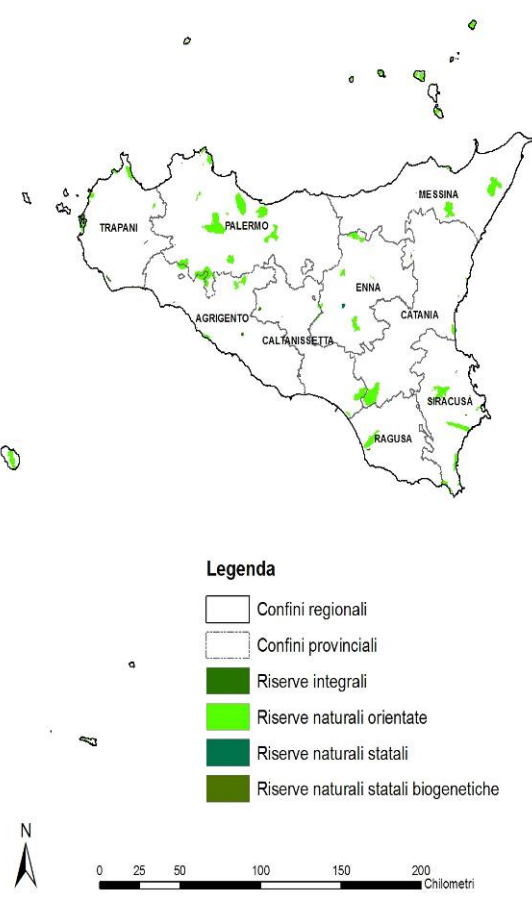 MESSINA
TRAPANI
PALERMO
ENNA
AGRIGENTO
CATANIA
CALTANISSETTA
SIRACUSA
RAGUSA
Legenda
Confini regionali
Confini provinciali
Riserve integrali
Riserve naturali orientate
Riserve naturali statali
Riserve naturali statali biogenetiche
N
0 25 50 100 150 200
Chilometri